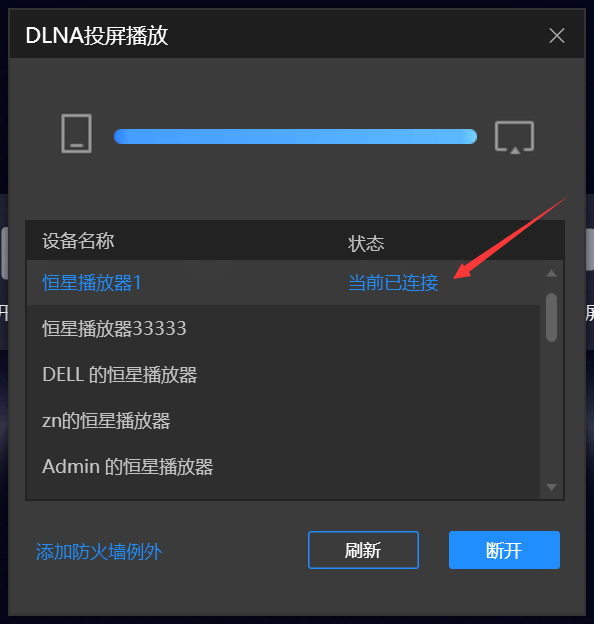 DLNA投屏播放
设备名称 状态
恒星播放器1 当前已连接
恒星播放器33333
DELL 的恒星播放器
zn的恒星播放器
Admin 的恒星播放器
添加防火墙例外 刷新 断开